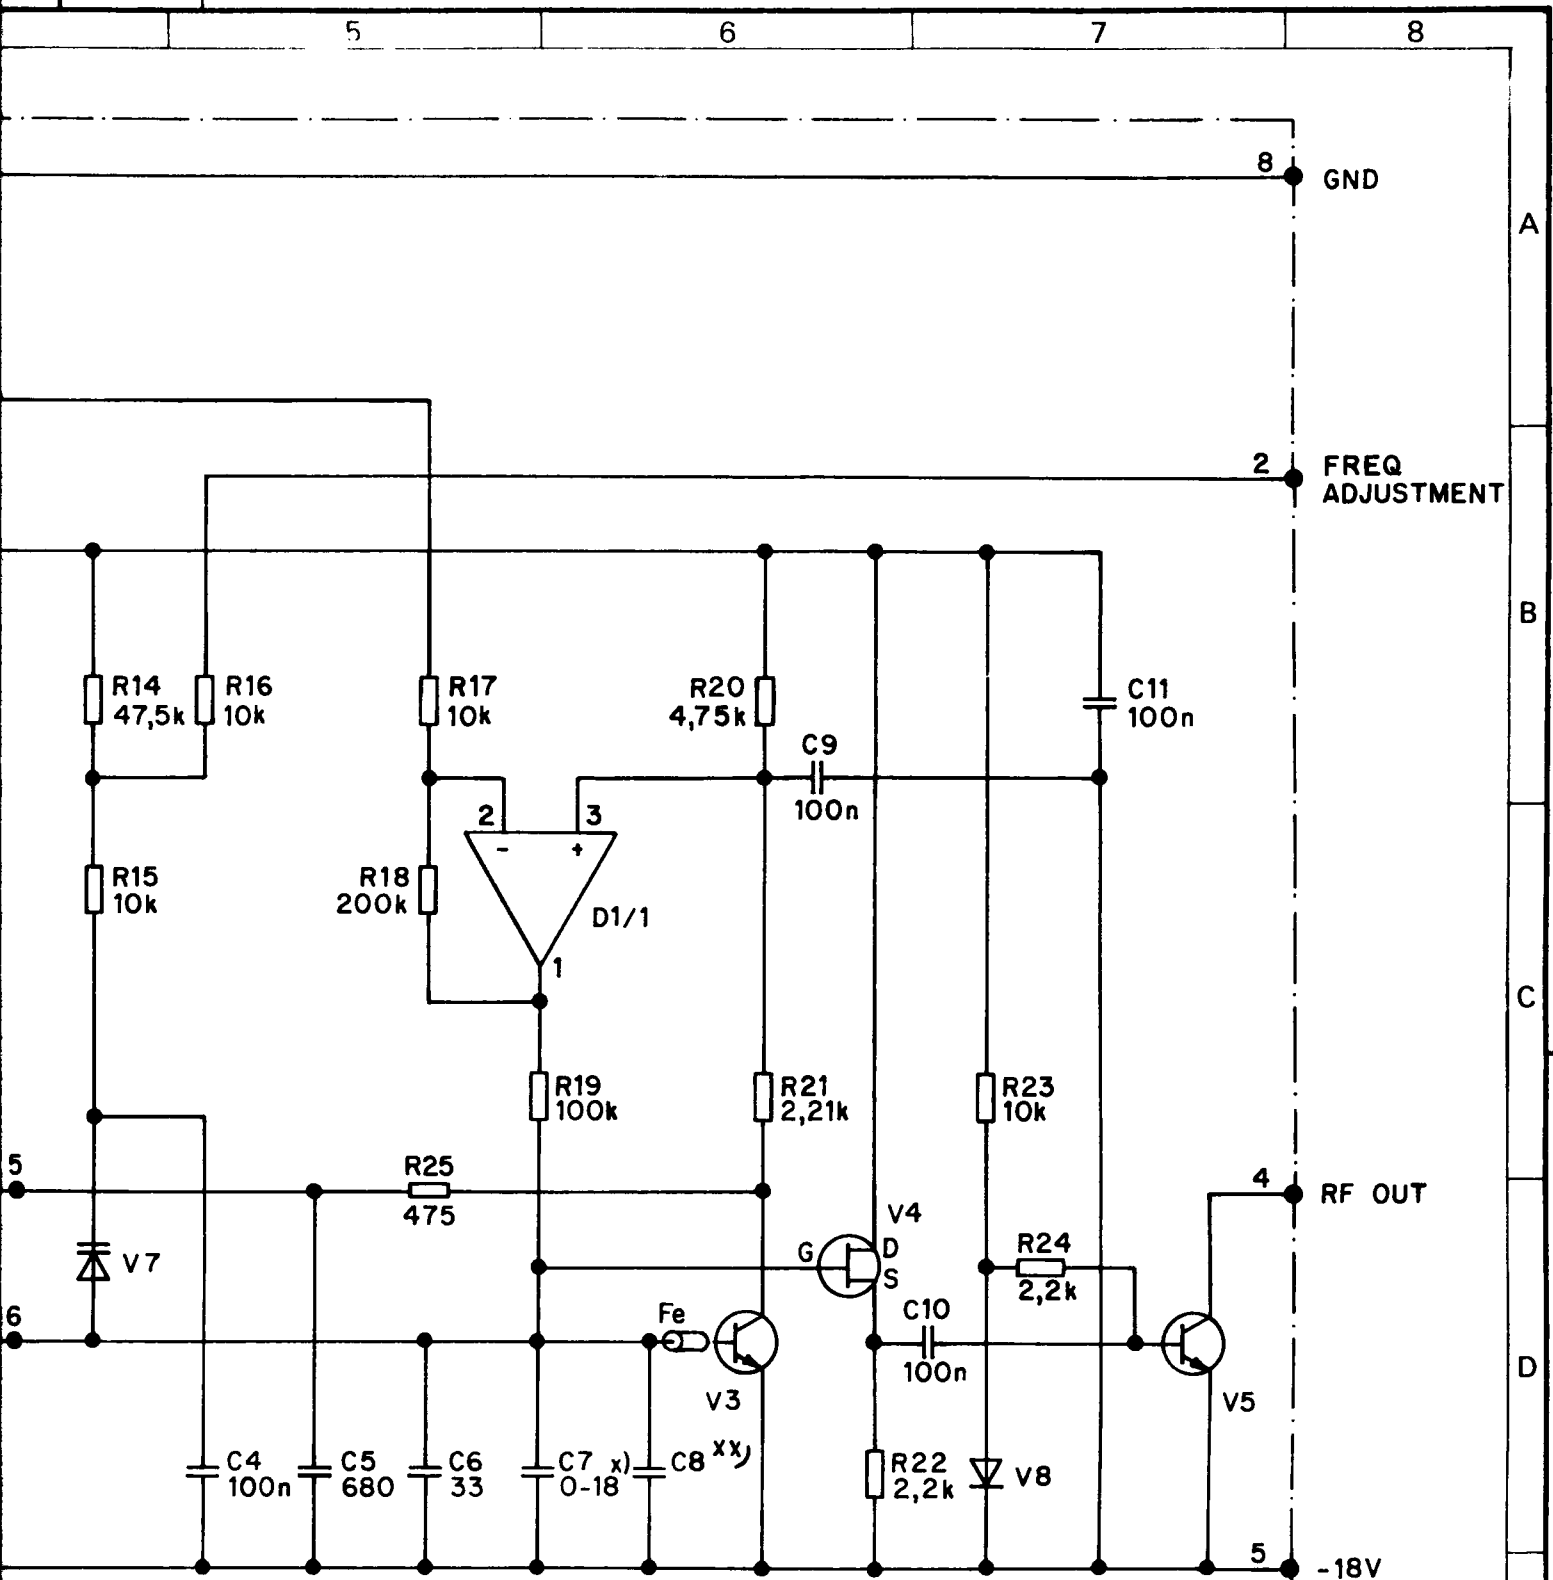 5 6 7 8
8 GND
A
2 FREQ
ADJUSTMENT
B
R14 R16 R17 R20 C11
47,5k 10k 10k 4,75k 100n
C9
100n
2 3
- +
R15 R18
10k 200k
D1/1
1
C
R19 R21 R23
100k 2,21k 10k
5 R25 4 RF OUT
475
V4
G D
S
V7 R24
2,2k
6 Fe C10
100n
D
V3 V5
C4 C5 C6 C7 x) C8 xx) R22 V8
100n 680 33 0-18 2,2k
5 -18V